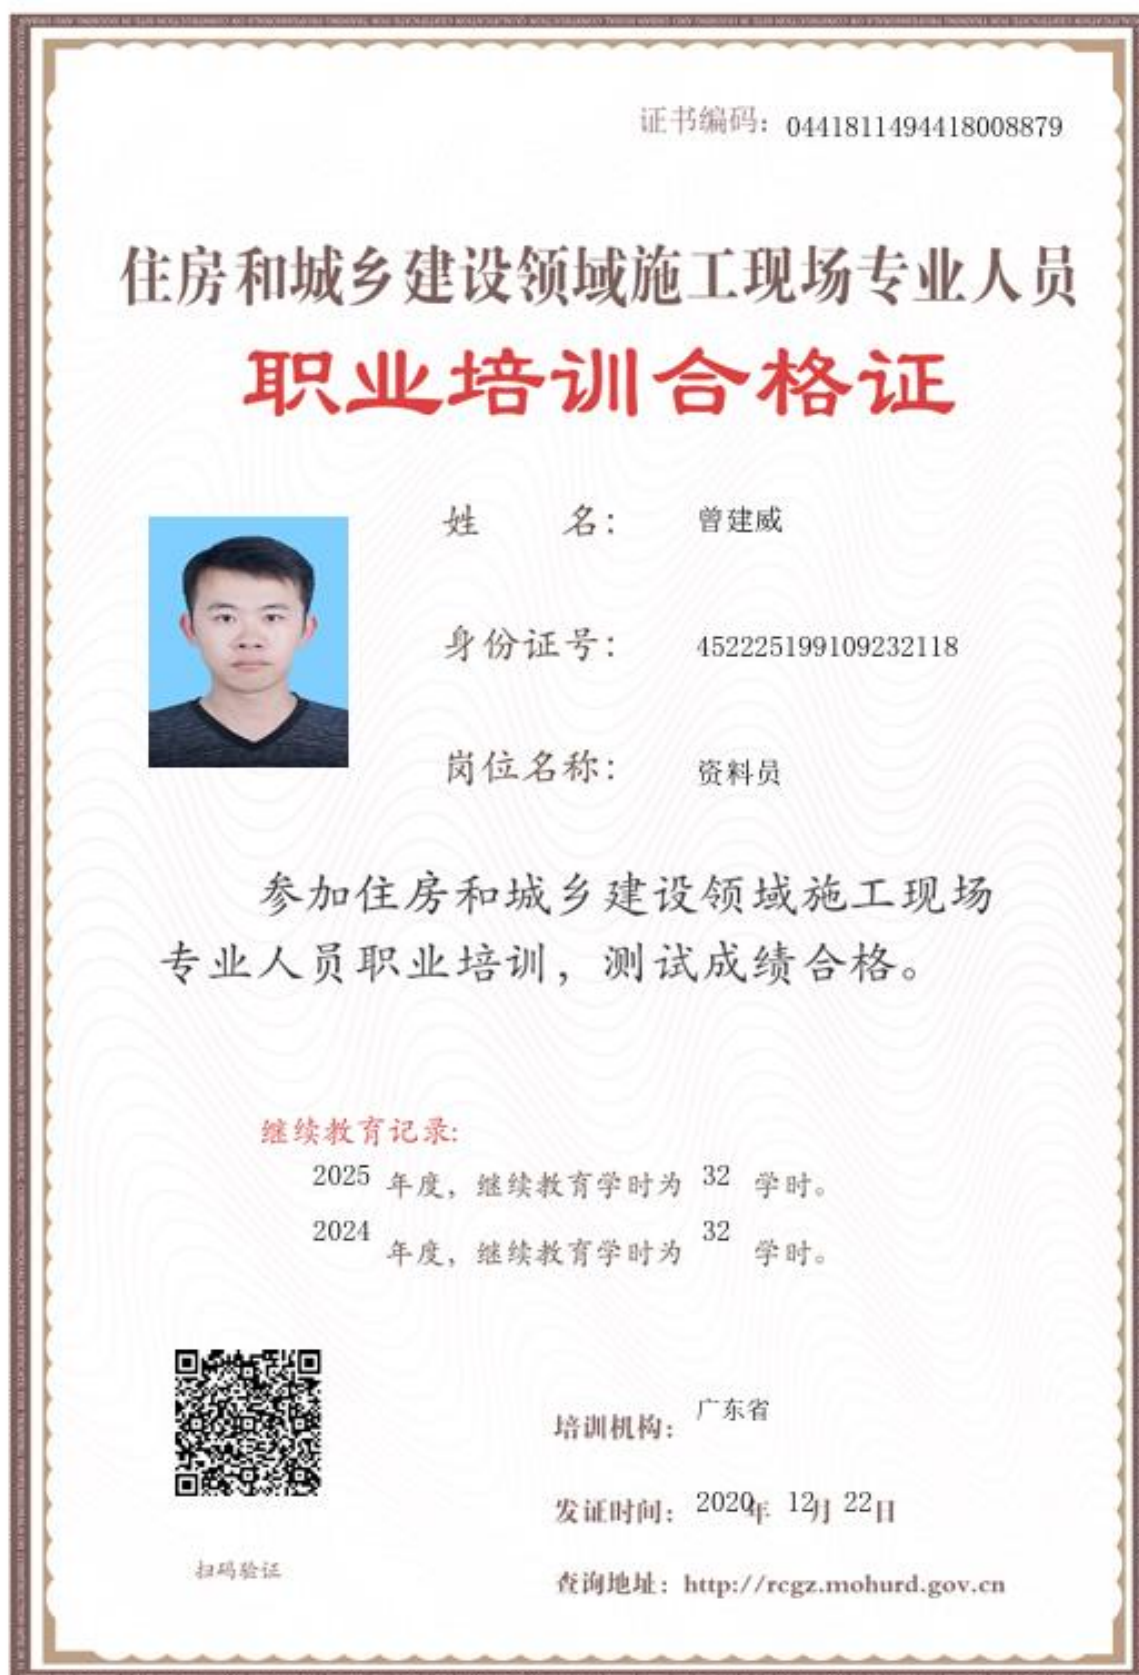 证书编码：0441811494418008879
住房和城乡建设领域施工现场专业人员
职业培训合格证
姓　名：曾建威
身份证号：452225199109232118
岗位名称：资料员
参加住房和城乡建设领域施工现场
专业人员职业培训，测试成绩合格。
继续教育记录:
2025 年度，继续教育学时为 32 学时。
2024 年度，继续教育学时为 32 学时。
培训机构：广东省
发证时间：2020年 12月 22日
扫码验证
查询地址：http://rcgz.mohurd.gov.cn